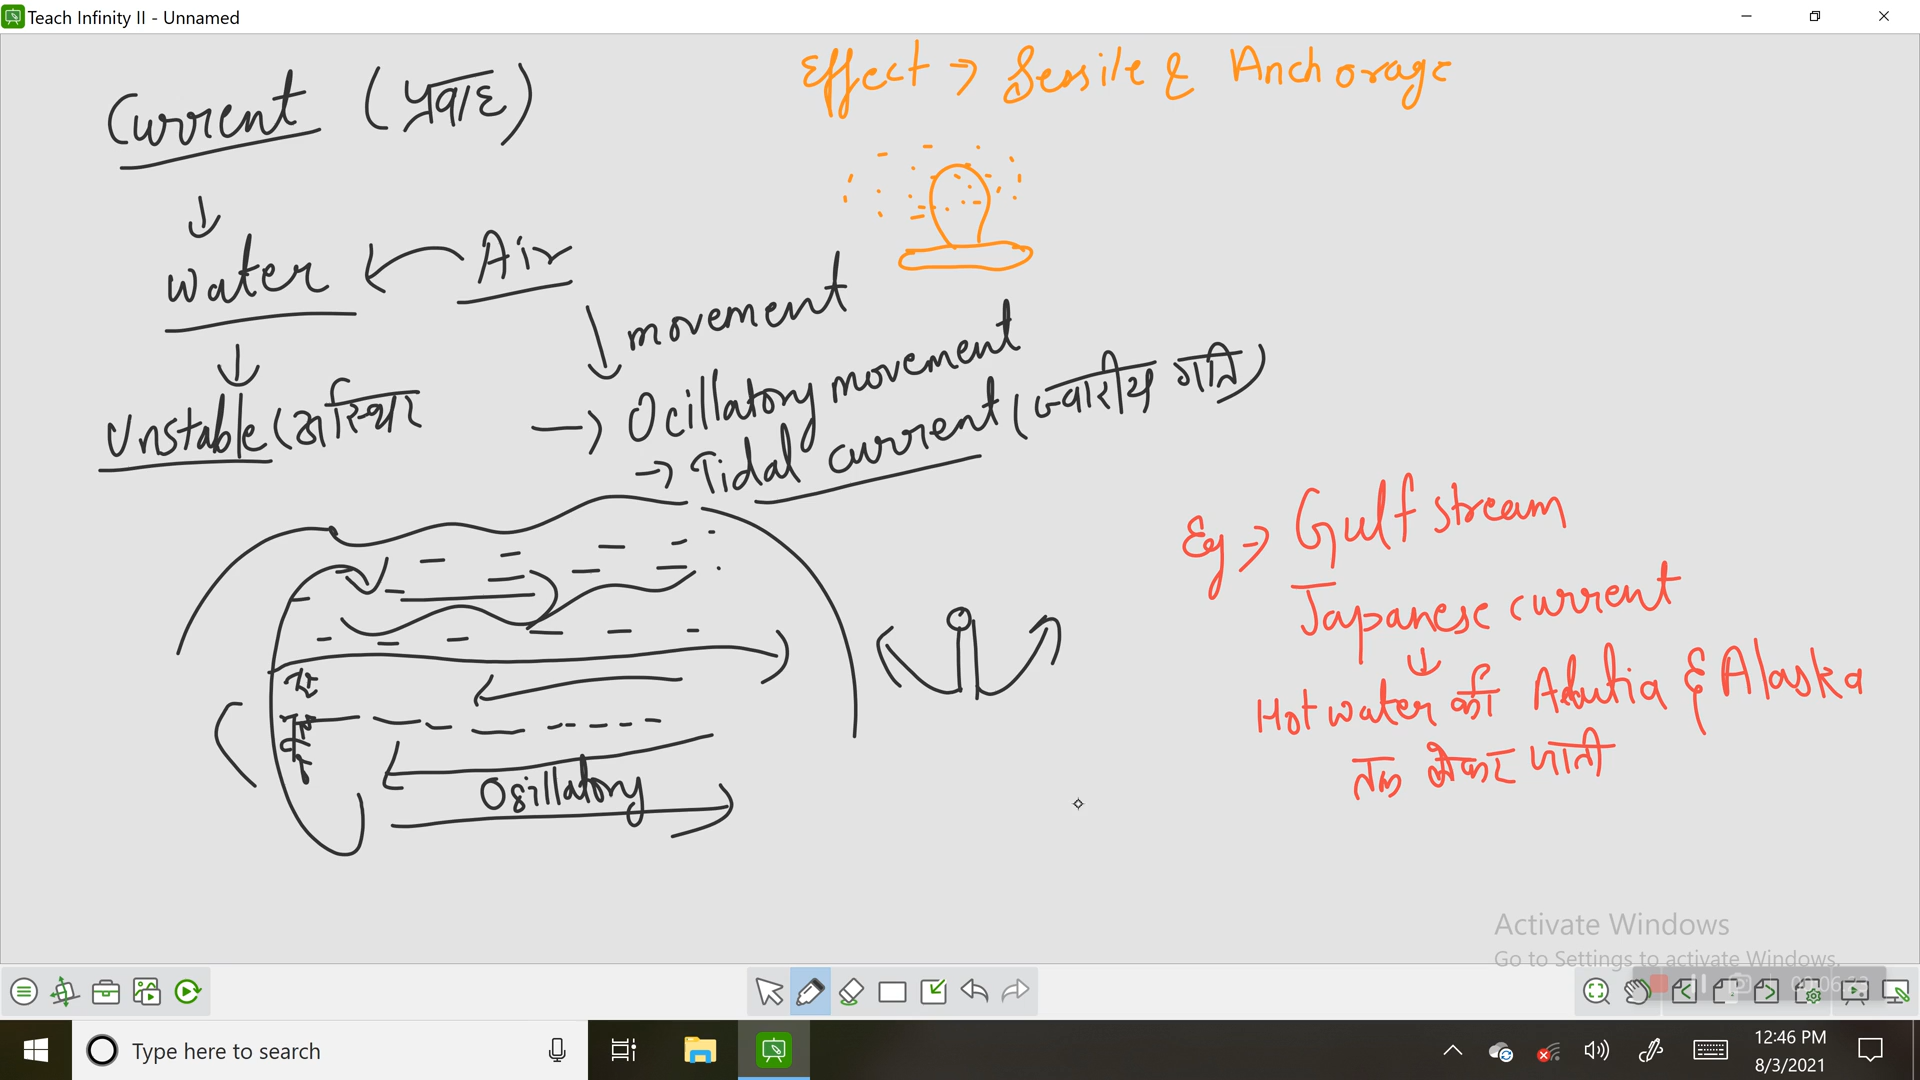 Teach Infinity II - Unnamed
Current (प्रवाह)
Effect → Sessile & Anchorage
water ← Air
movement
Unstable (अस्थिर
→ Ocillatory movement
→ Tidal current (ज्वारीय गति)
Eg → Gulf stream
Japanese current
Hot water को & Alaska
तक लेकर जाती
Osillatory
Activate Windows
Go to Settings to activate Windows.
Type here to search
12:46 PM
8/3/2021